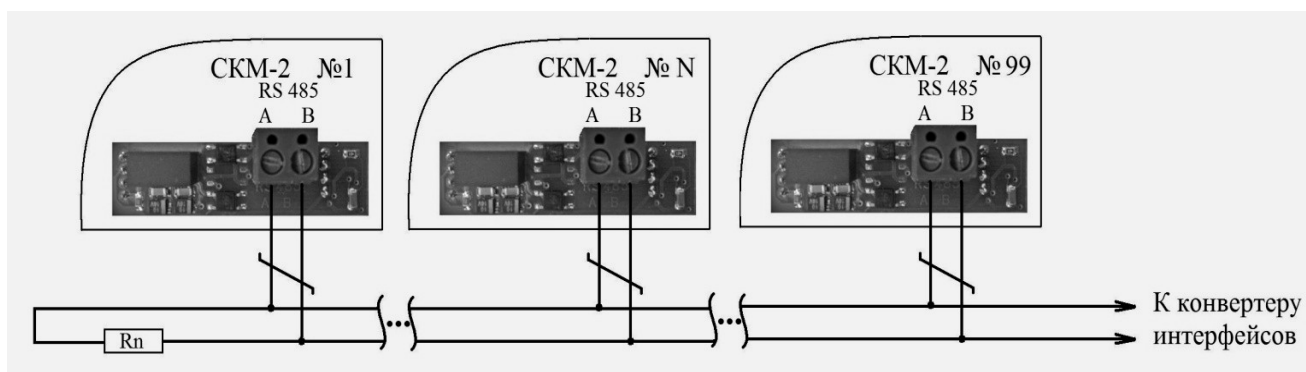 СКМ-2 №1
RS 485
A B
СКМ-2 № N
RS 485
A B
СКМ-2 № 99
RS 485
A B
A B
A B
A B
Rn
К конвертеру
интерфейсов